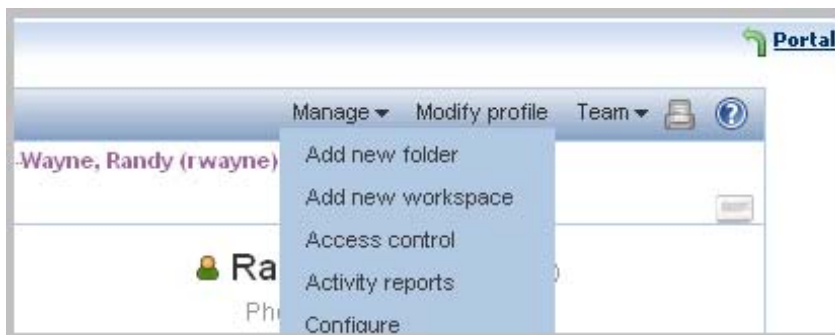 Portal
Manage Modify profile Team
-Wayne, Randy (rwayne)
Add new folder
Add new workspace
Access control
Ra
Activity reports
Ph
Configure